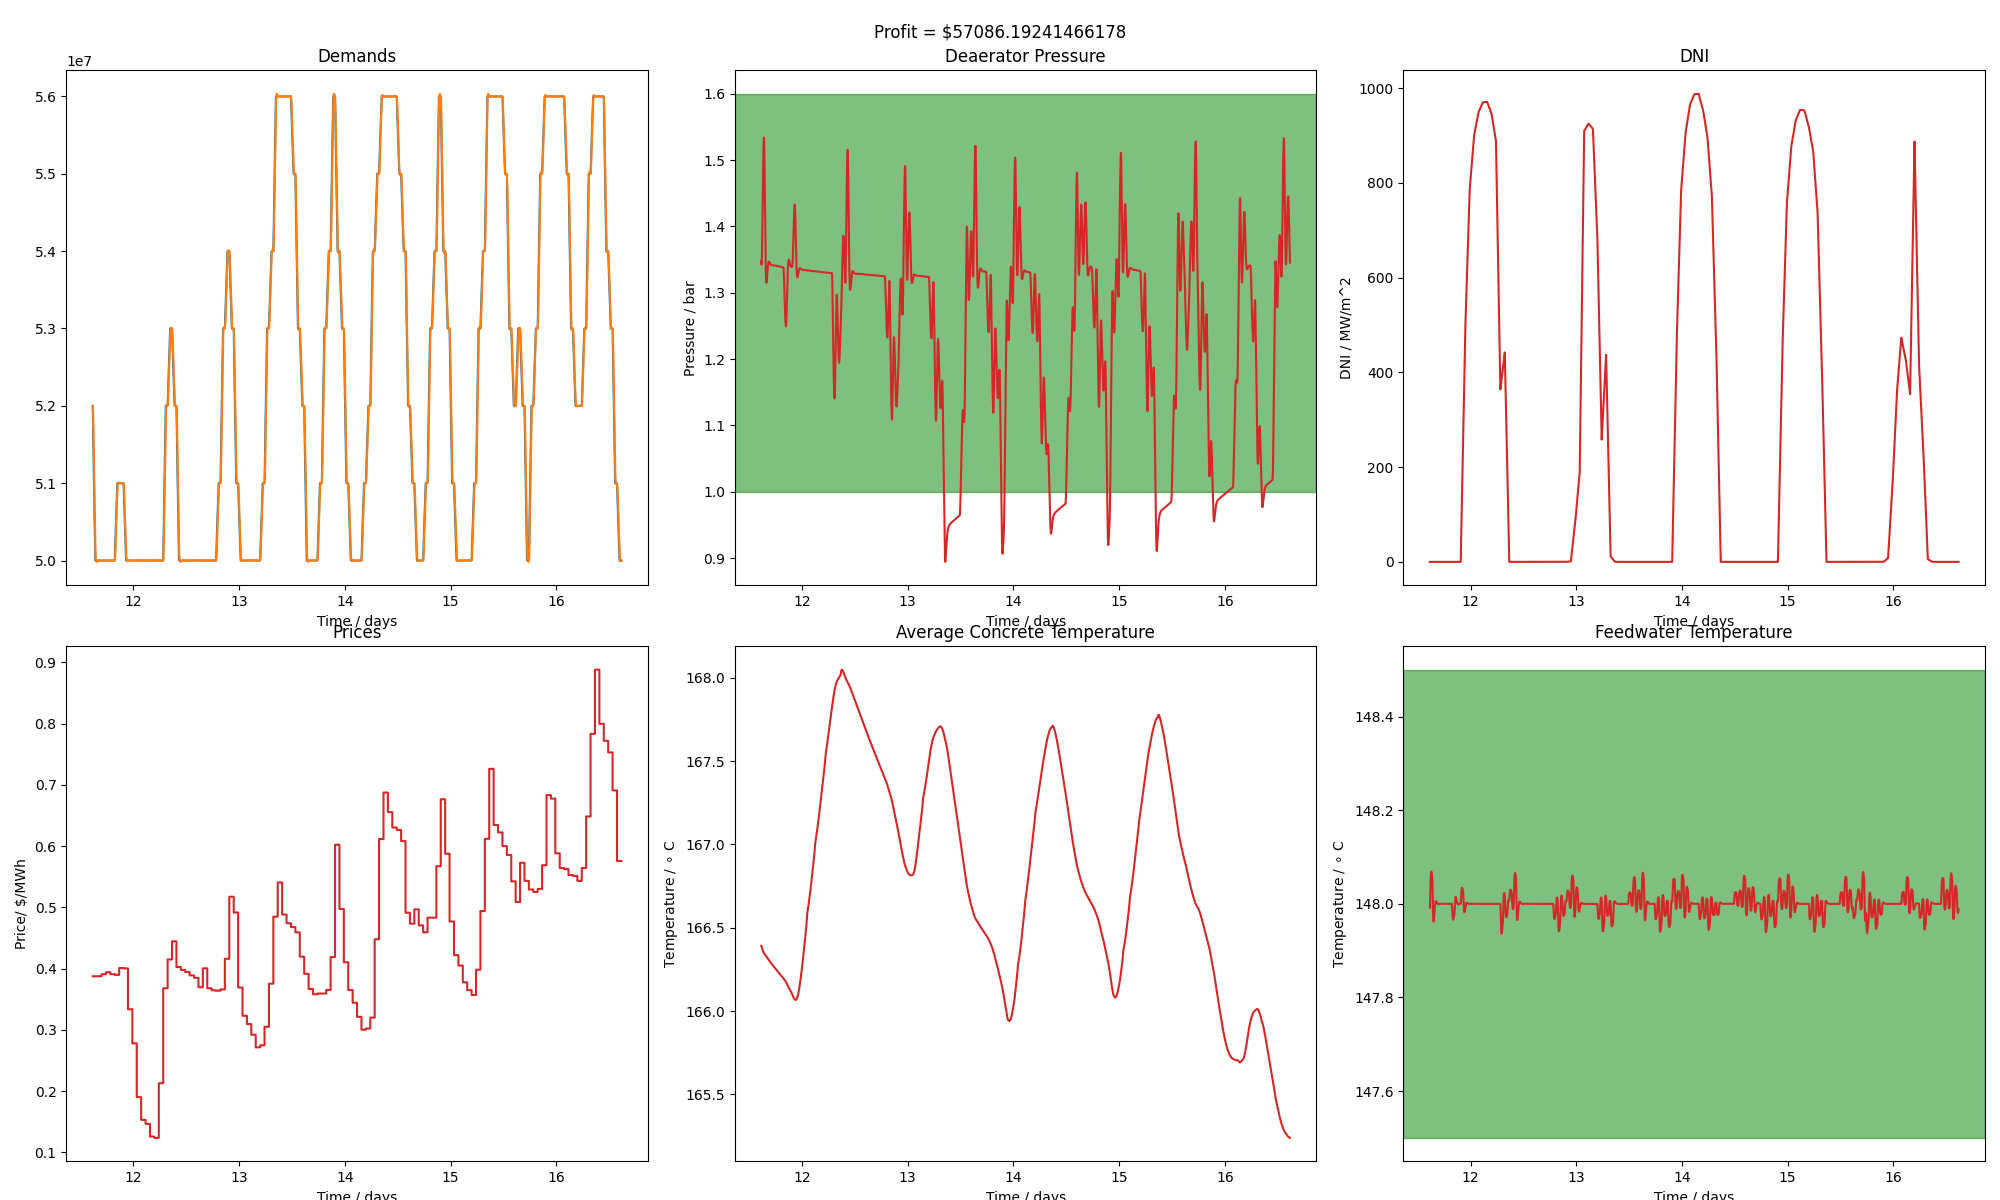 Profit = $57086.19241466178
Demands
1e7
5.6
5.5
5.4
5.3
5.2
5.1
5.0
12 13 14 15 16
Time / days
Deaerator Pressure
Pressure / bar
1.6
1.5
1.4
1.3
1.2
1.1
1.0
0.9
12 13 14 15 16
Time / days
DNI
DNI / MW/m^2
1000
800
600
400
200
0
12 13 14 15 16
Time / days
Prices
Price/ $/MWh
0.9
0.8
0.7
0.6
0.5
0.4
0.3
0.2
0.1
12 13 14 15 16
Time / days
Average Concrete Temperature
Temperature / ∘ C
168.0
167.5
167.0
166.5
166.0
165.5
12 13 14 15 16
Time / days
Feedwater Temperature
Temperature / ∘ C
148.4
148.2
148.0
147.8
147.6
12 13 14 15 16
Time / days